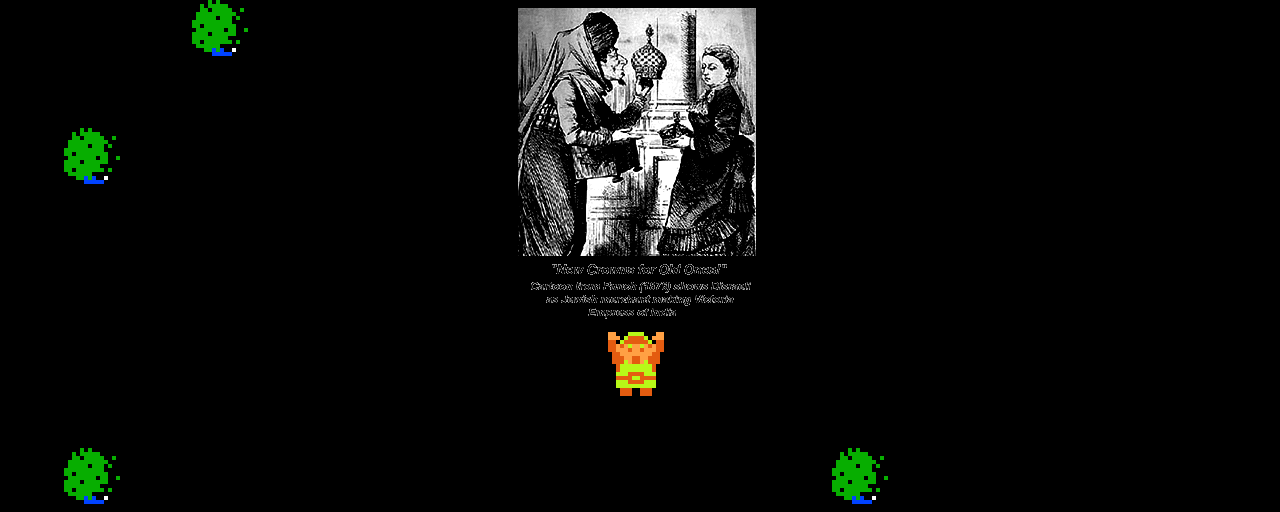 "New Crowns for Old Ones!"
Cartoon from Punch (1876) shows Disraeli
as Jewish merchant making Victoria
Empress of India